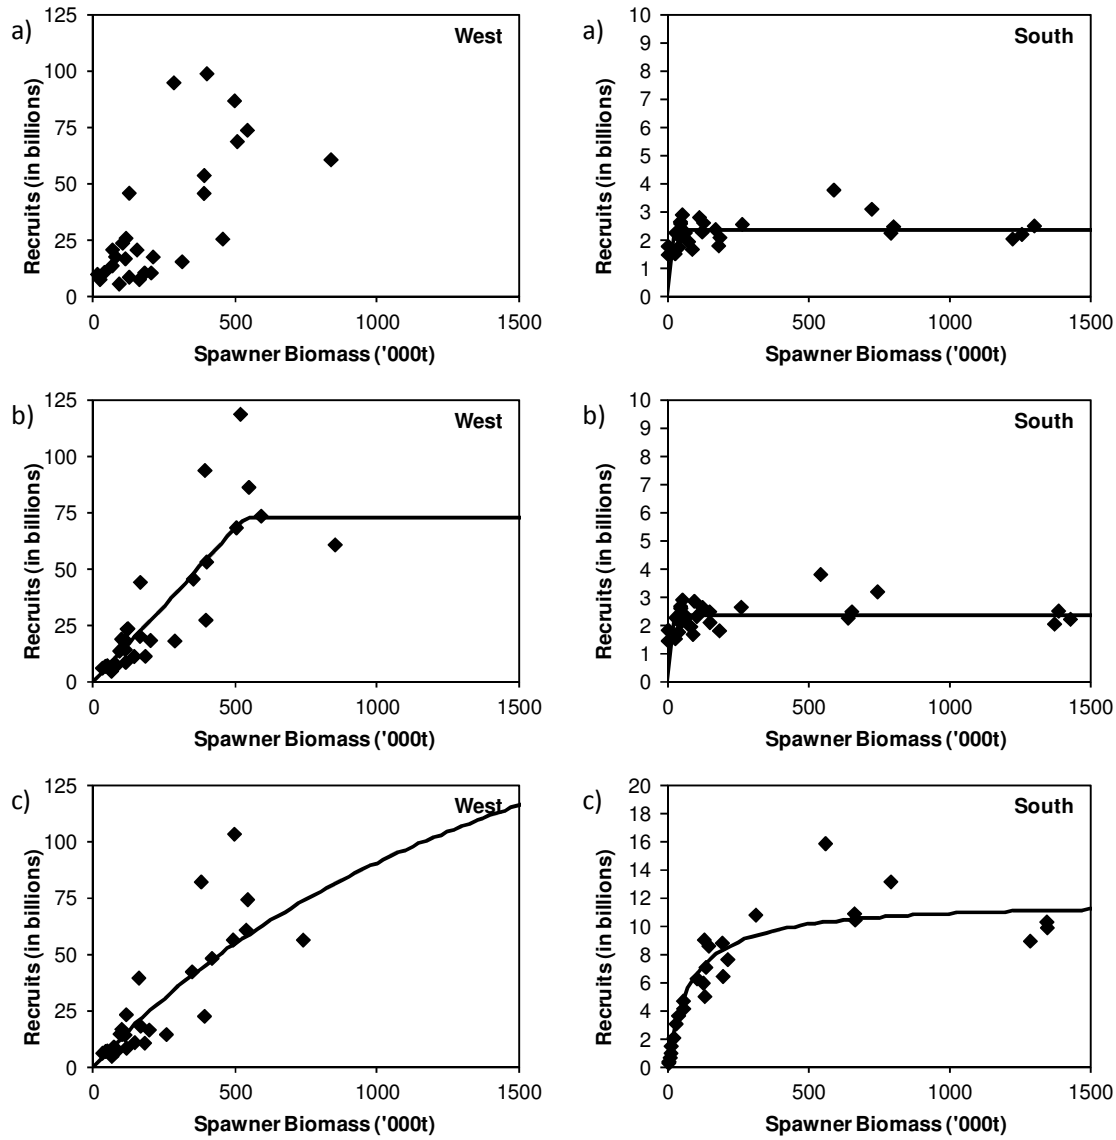 a)
West
Recruits (in billions)
125
100
75
50
25
0
0 500 1000 1500
Spawner Biomass ('000t)
a)
South
Recruits (in billions)
10
9
8
7
6
5
4
3
2
1
0
0 500 1000 1500
Spawner Biomass ('000t)
b)
West
Recruits (in billions)
125
100
75
50
25
0
0 500 1000 1500
Spawner Biomass ('000t)
b)
South
Recruits (in billions)
10
9
8
7
6
5
4
3
2
1
0
0 500 1000 1500
Spawner Biomass ('000t)
c)
West
Recruits (in billions)
125
100
75
50
25
0
0 500 1000 1500
Spawner Biomass ('000t)
c)
South
Recruits (in billions)
20
18
16
14
12
10
8
6
4
2
0
0 500 1000 1500
Spawner Biomass ('000t)